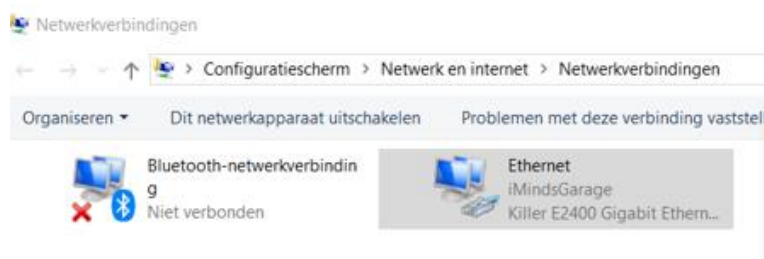 Netwerkverbindingen
Configuratiescherm > Netwerk en internet > Netwerkverbindingen
Organiseren Dit netwerkapparaat uitschakelen Problemen met deze verbinding vaststel
Bluetooth-netwerkverbindin
g
Niet verbonden
Ethernet
iMindsGarage
Killer E2400 Gigabit Ethern...